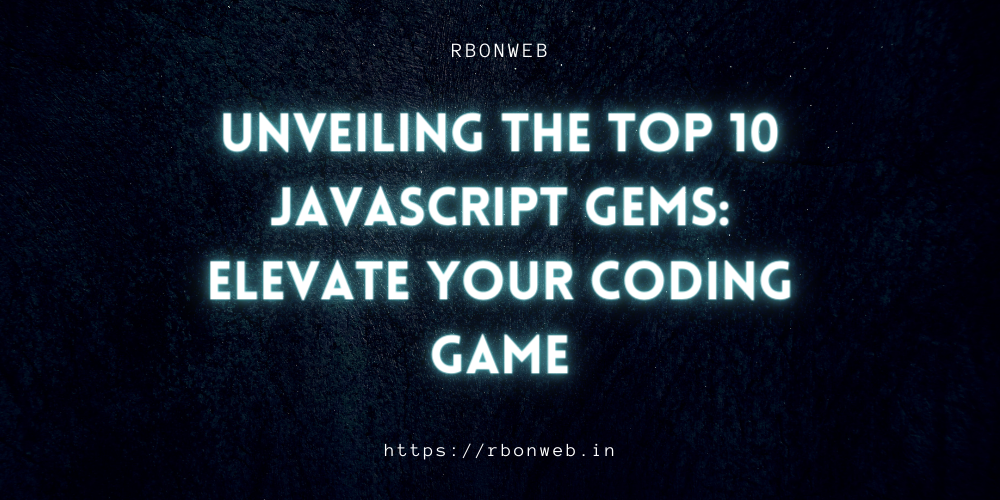 RBONWEB
UNVEILING THE TOP 10
JAVASCRIPT GEMS:
ELEVATE YOUR CODING
GAME
https://rbonweb.in